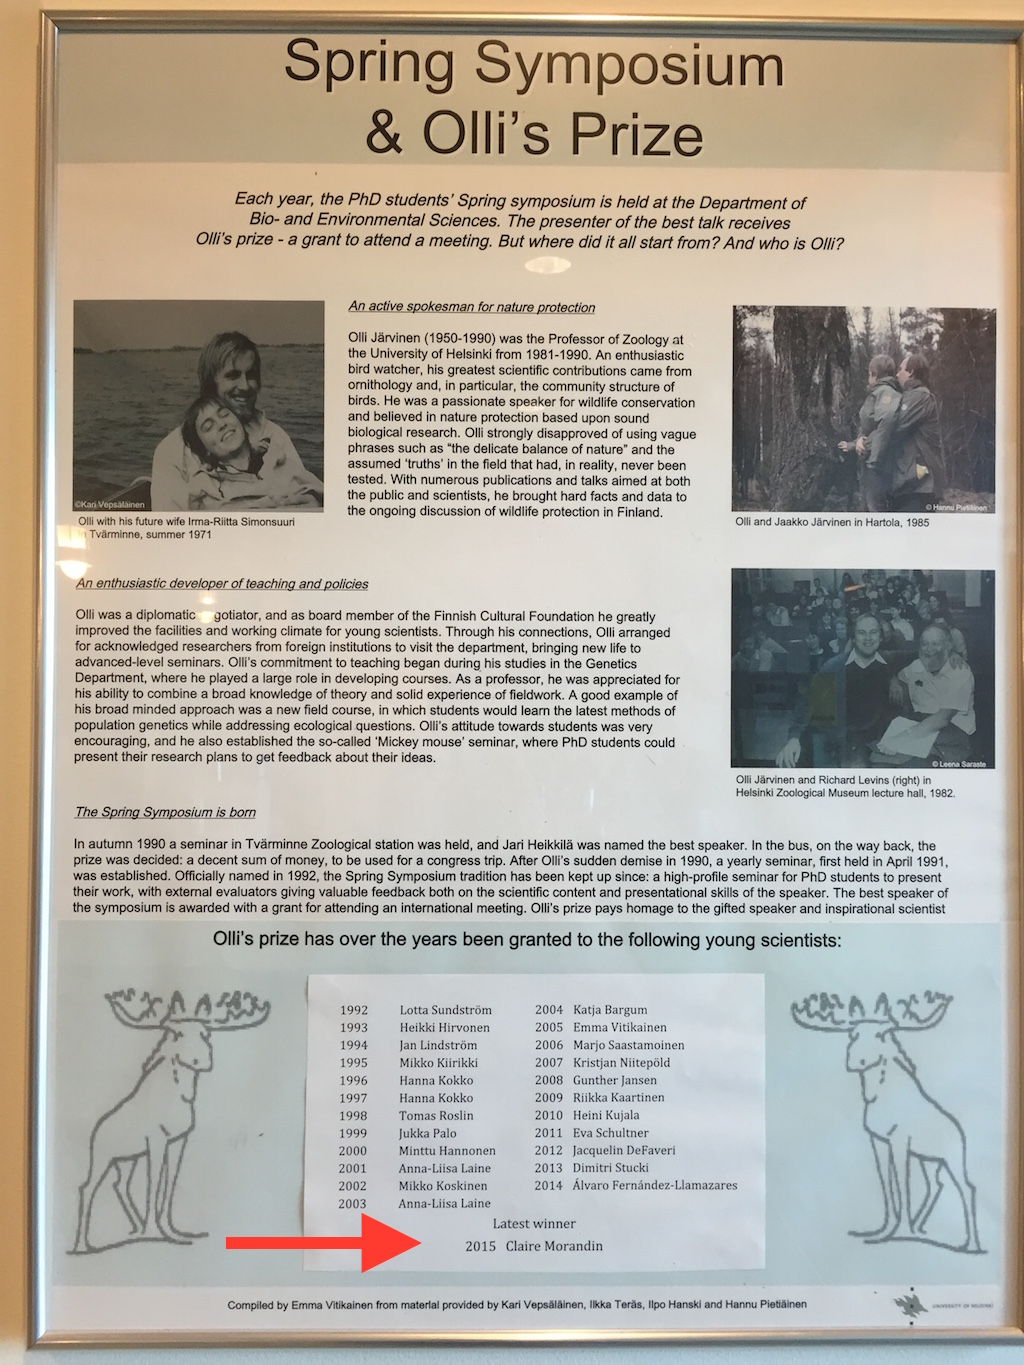 Spring Symposium
& Olli's Prize
Each year, the PhD students' Spring symposium is held at the Department of
Bio- and Environmental Sciences. The presenter of the best talk receives
Olli's prize - a grant to attend a meeting. But where did it all start from? And who is Olli?
©Kari Vepsäläinen
Olli with his future wife Irma-Riitta Simonsuuri
Tvärminne, summer 1971
An active spokesman for nature protection
Olli Järvinen (1950-1990) was the Professor of Zoology at
the University of Helsinki from 1981-1990. An enthusiastic
bird watcher, his greatest scientific contributions came from
ornithology and, in particular, the community structure of
birds. He was a passionate speaker for wildlife conservation
and believed in nature protection based upon sound
biological research. Olli strongly disapproved of using vague
phrases such as "the delicate balance of nature" and the
assumed 'truths' in the field that had, in reality, never been
tested. With numerous publications and talks aimed at both
the public and scientists, he brought hard facts and data to
the ongoing discussion of wildlife protection in Finland.
© Hannu Pietiäinen
Olli and Jaakko Järvinen in Hartola, 1985
An enthusiastic developer of teaching and policies
Olli was a diplomatic and as board member of the Finnish Cultural Foundation he greatly
improved the facilities and working climate for young scientists. Through his connections, Olli arranged
for acknowledged researchers from foreign institutions to visit the department, bringing new life to
advanced-level seminars. Olli's commitment to teaching began during his studies in the Genetics
Department, where he played a large role in developing courses. As a professor, he was appreciated for
his ability to combine a broad knowledge of theory and solid experience of fieldwork. A good example of
his broad minded approach was a new field course, in which students would learn the latest methods of
population genetics while addressing ecological questions. Olli's attitude towards students was very
encouraging, and he also established the so-called 'Mickey mouse' seminar, where PhD students could
present their research plans to get feedback about their ideas.
© Leena Saraste
Olli Järvinen and Richard Levins (right) in
Helsinki Zoological Museum lecture hall, 1982.
The Spring Symposium is born
In autumn 1990 a seminar in Tvärminne Zoological station was held, and Jari Heikkilä was named the best speaker. In the bus, on the way back, the
prize was decided: a decent sum of money, to be used for a congress trip. After Olli's sudden demise in 1990, a yearly seminar, first held in April 1991,
was established. Officially named in 1992, the Spring Symposium tradition has been kept up since: a high-profile seminar for PhD students to present
their work, with external evaluators giving valuable feedback both on the scientific content and presentational skills of the speaker. The best speaker of
the symposium is awarded with a grant for attending an international meeting. Olli's prize pays homage to the gifted speaker and inspirational scientist
Olli's prize has over the years been granted to the following young scientists:
1992 Lotta Sundström
1993 Heikki Hirvonen
1994 Jan Lindström
1995 Mikko Kiirikki
1996 Hanna Kokko
1997 Hanna Kokko
1998 Tomas Roslin
1999 Jukka Palo
2000 Minttu Hannonen
2001 Anna-Liisa Laine
2002 Mikko Koskinen
2003 Anna-Liisa Laine
2004 Katja Bargum
2005 Emma Vitikainen
2006 Marjo Saastamoinen
2007 Kristjan Niitepöld
2008 Gunther Jansen
2009 Riikka Kaartinen
2010 Heini Kujala
2011 Eva Schultner
2012 Jacquelin DeFaveri
2013 Dimitri Stucki
2014 Álvaro Fernández-Llamazares
Latest winner
2015 Claire Morandin
Compiled by Emma Vitikainen from material provided by Kari Vepsäläinen, Ilkka Teräs, Ilpo Hanski and Hannu Pietiäinen
UNIVERSITY OF HELSINKI